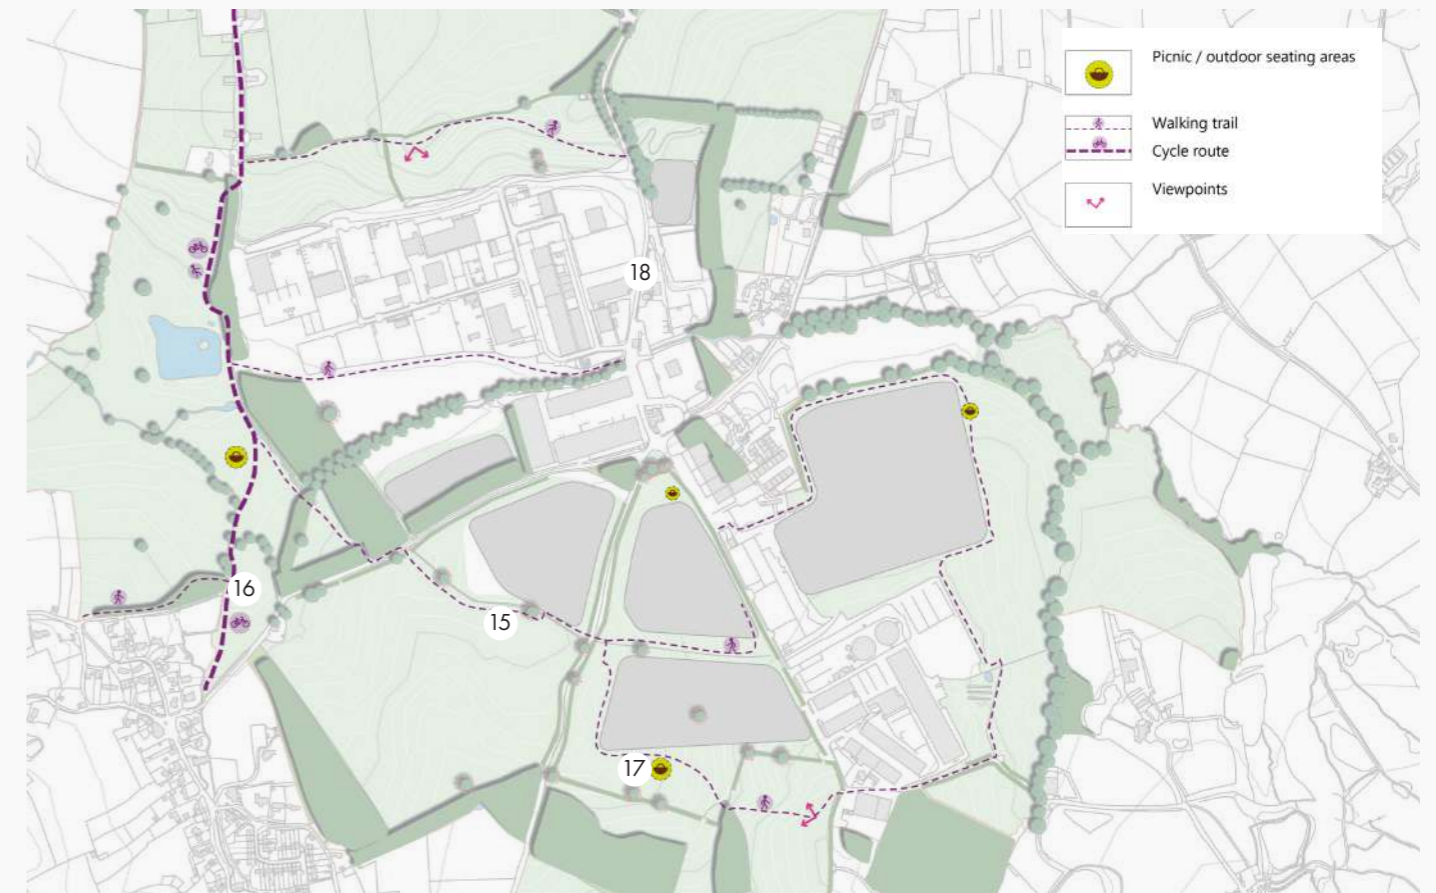 Picnic / outdoor seating areas
Walking trail
Cycle route
Viewpoints
18
16
15
17